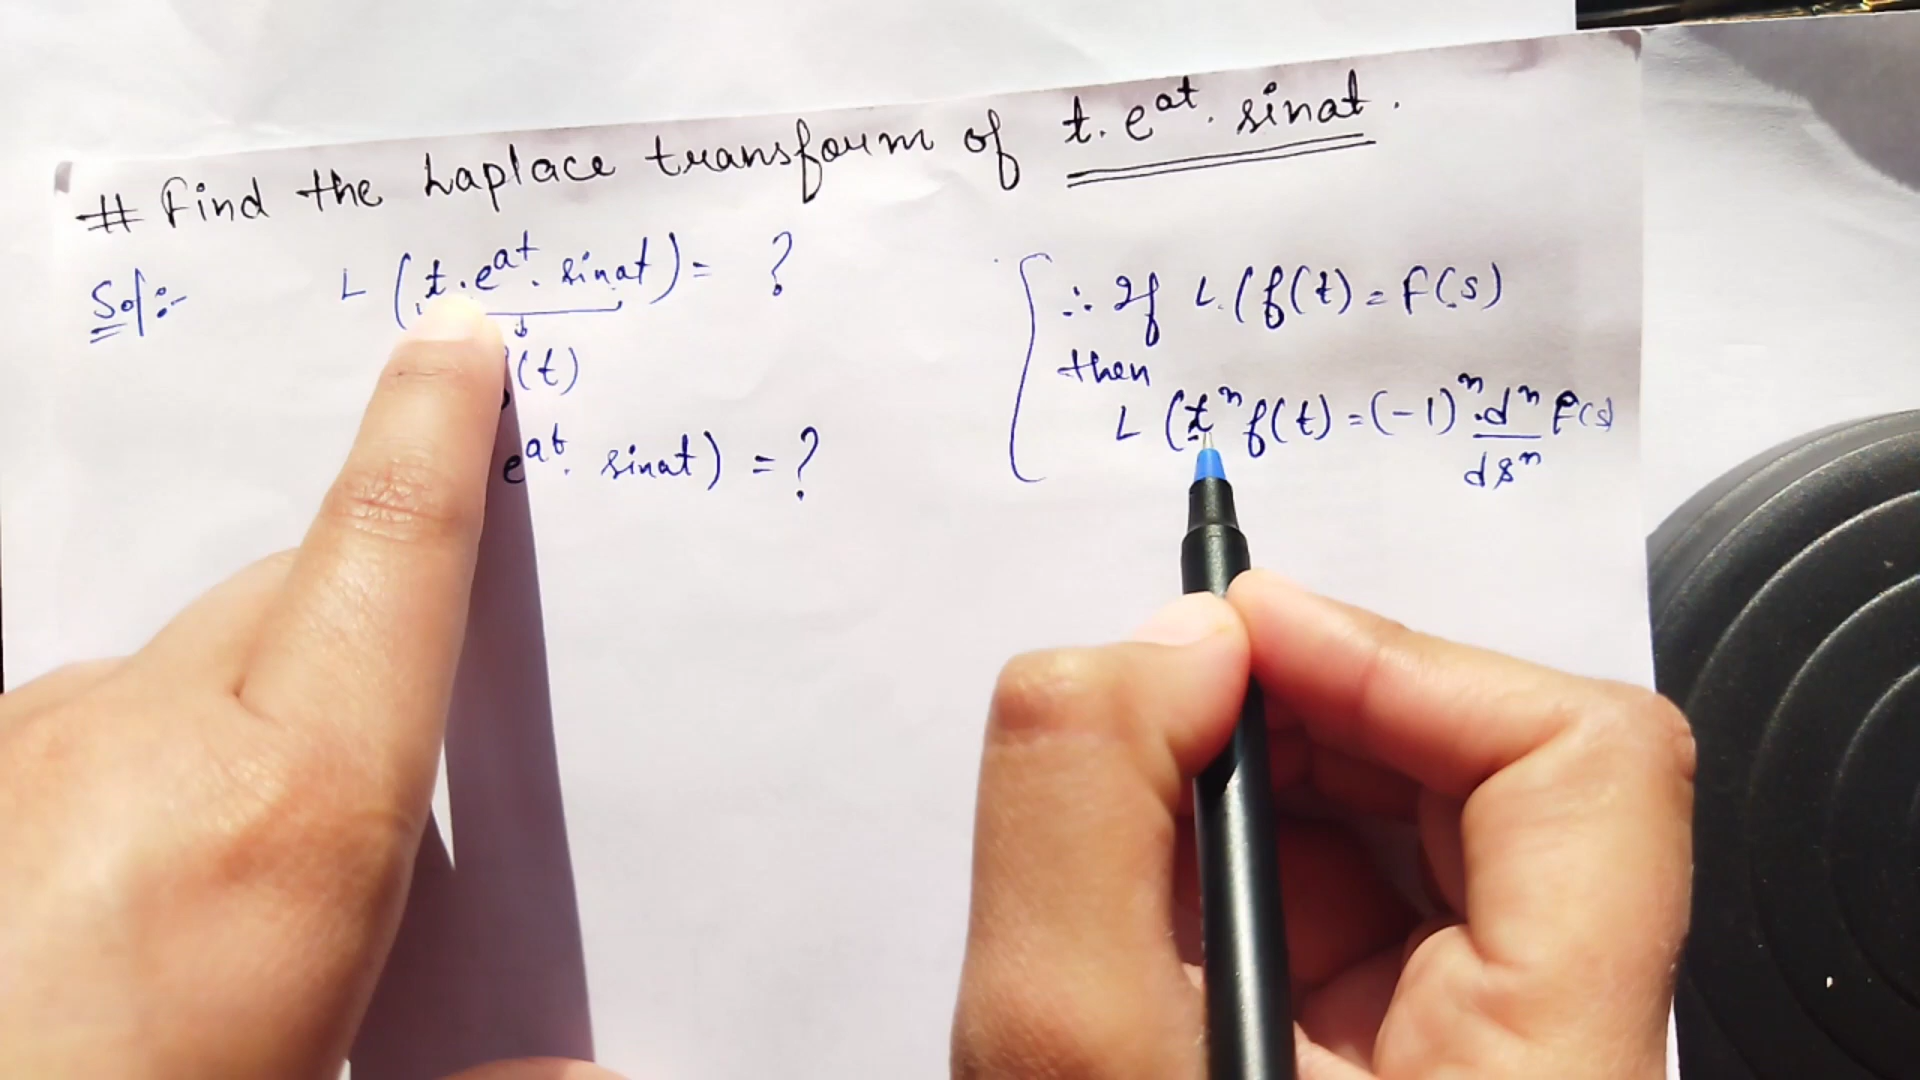 # Find the Laplace transform of t. e^at. sinat.
Sol:- L (t. e^at. sinat) = ?
(t)
e^at. sinat) = ?
∴ If L. (f(t) = F(s)
then
L (t^n f(t) = (-1)^n . d^n F(s)
ds^n